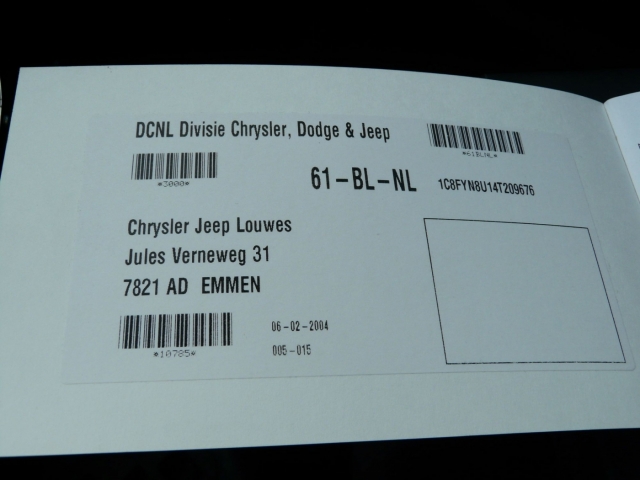 DCNL Divisie Chrysler, Dodge & Jeep
*61BLNL*
*3000*
61-BL-NL
1C8FYN8U14T209676
Chrysler Jeep Louwes
Jules Verneweg 31
7821 AD EMMEN
*10785*
06-02-2004
005-015